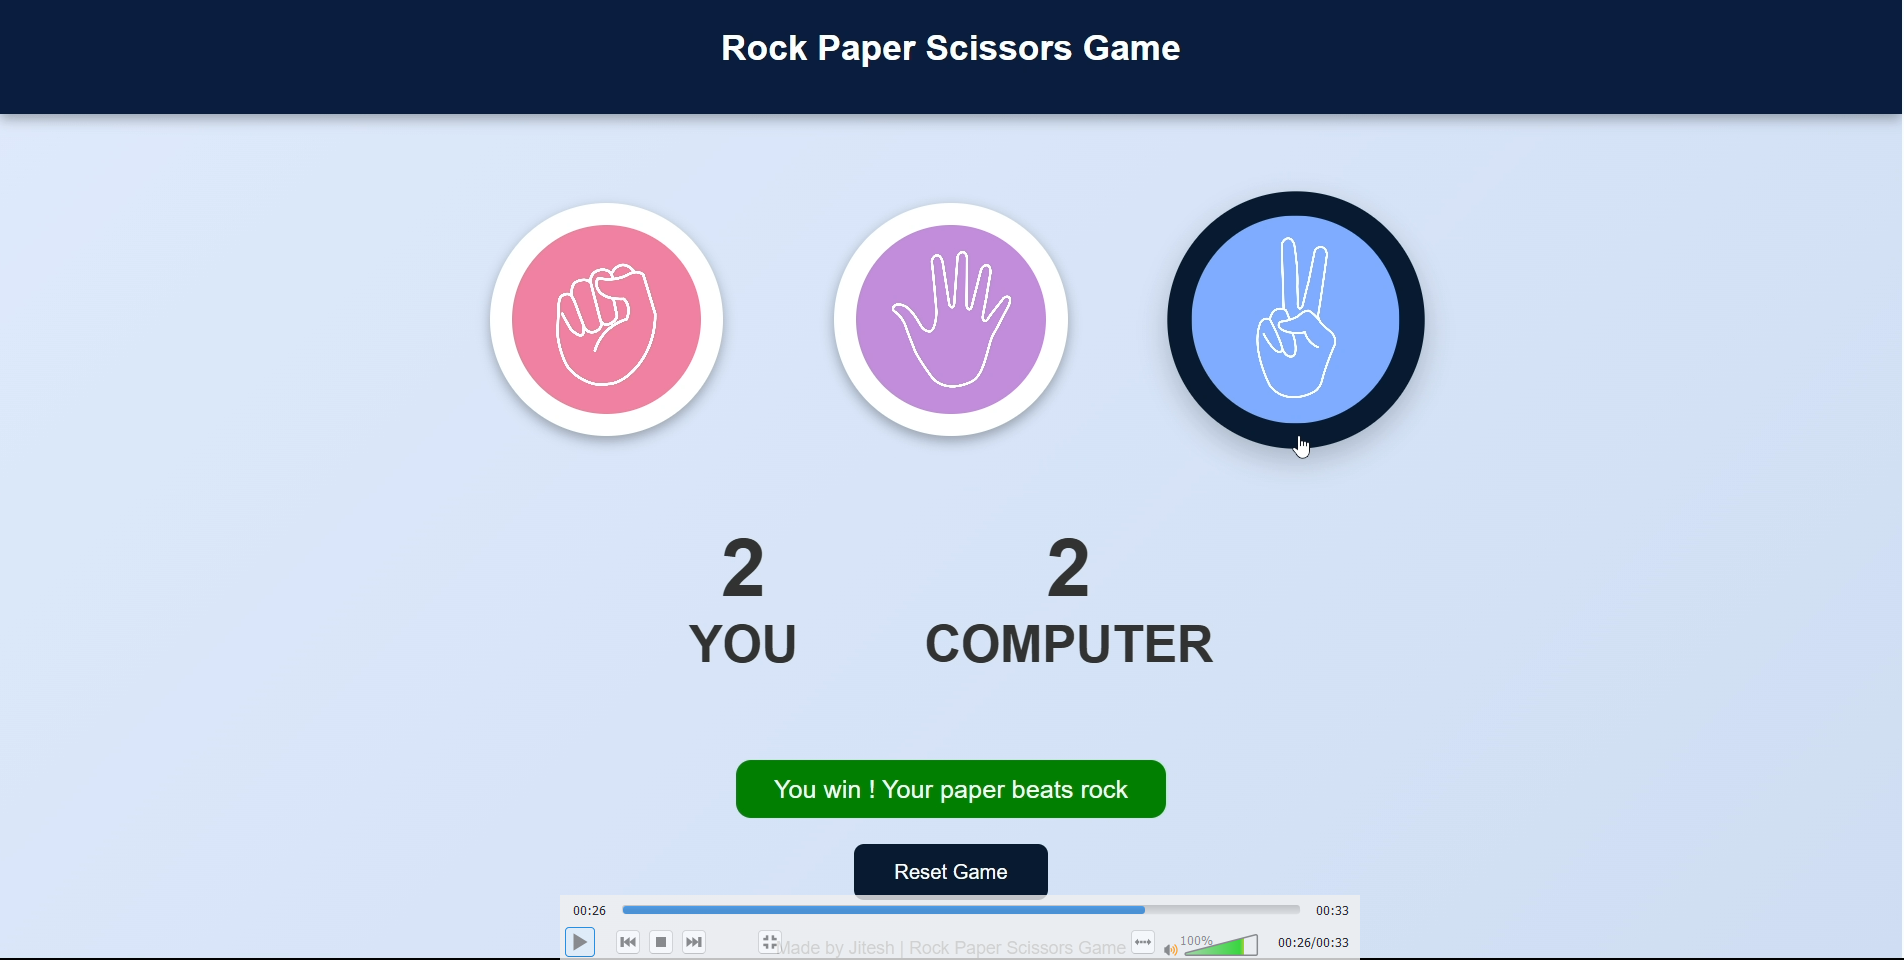 Rock Paper Scissors Game
2
YOU
2
COMPUTER
You win ! Your paper beats rock
Reset Game
00:26
00:33
Made by Jitesh | Rock Paper Scissors Game
100%
00:26/00:33